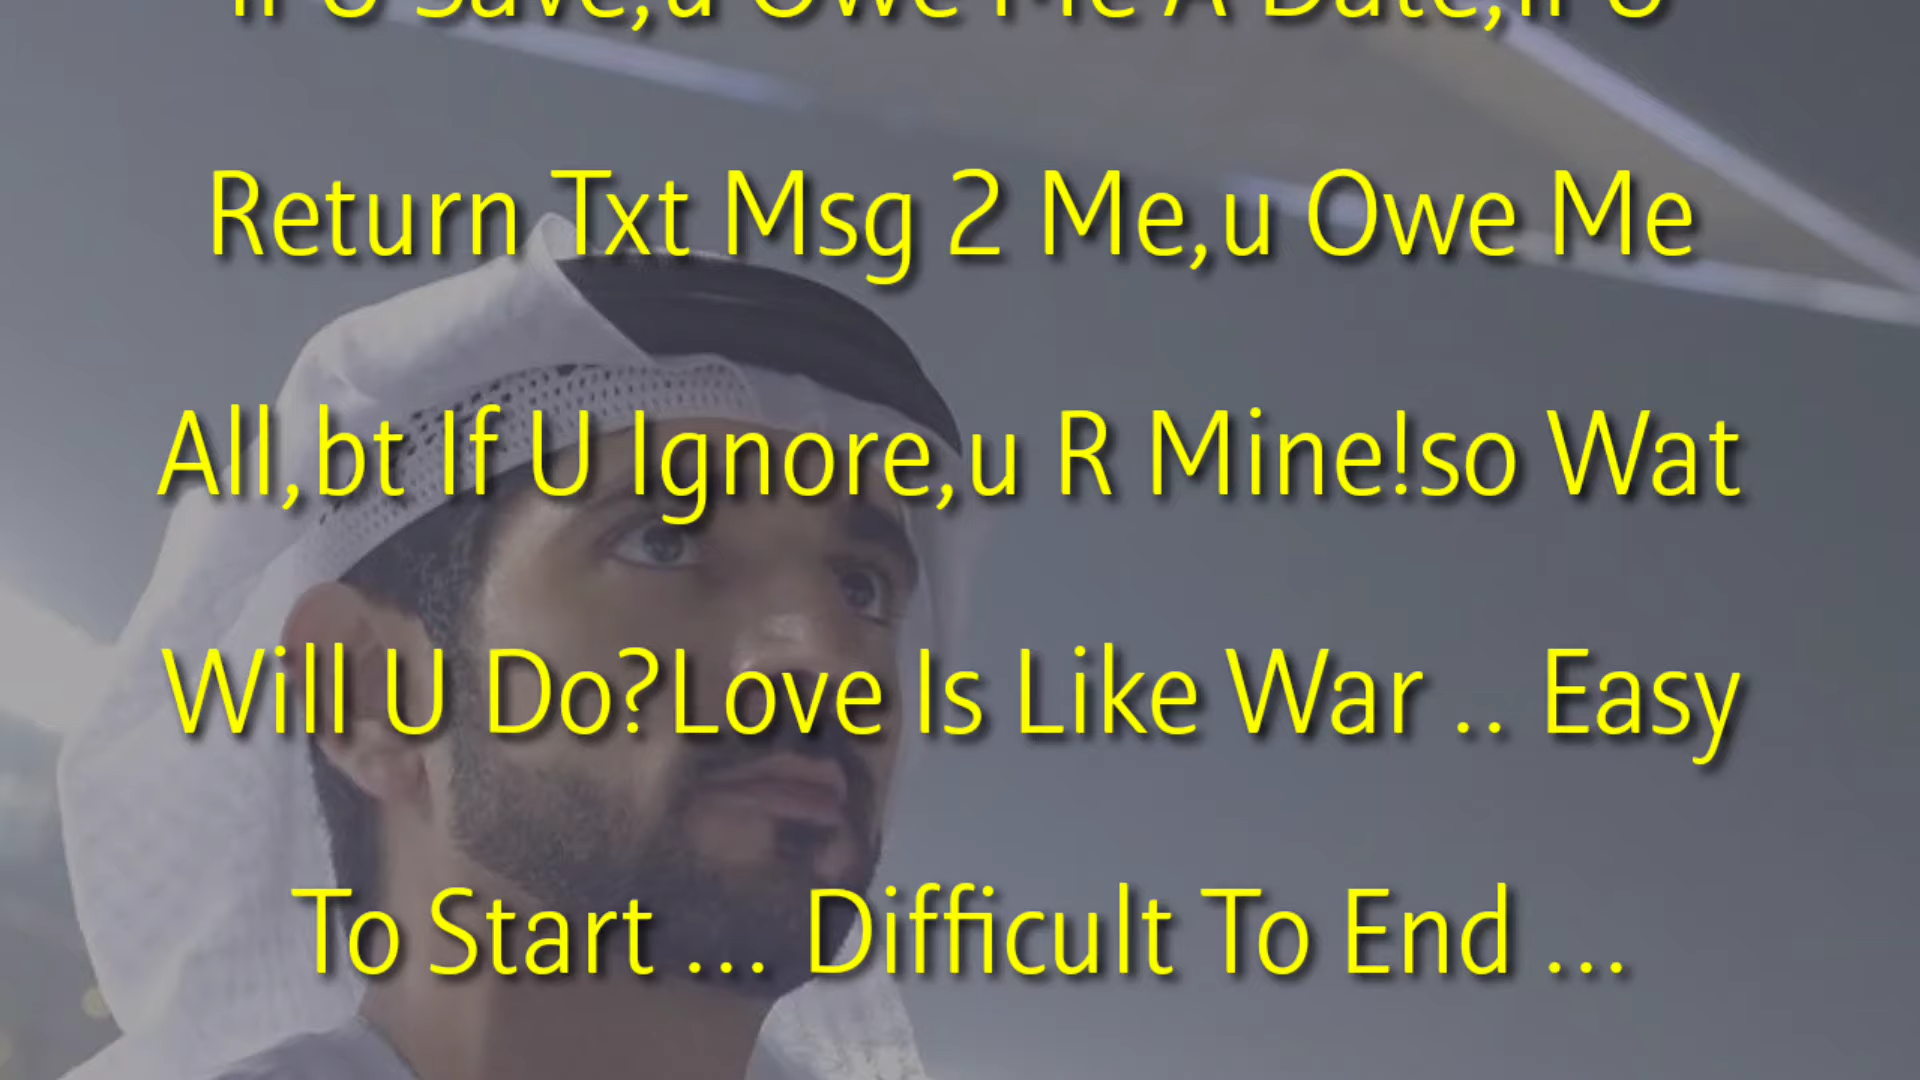 If U Save,u Owe Me A Date,if U
Return Txt Msg 2 Me,u Owe Me
All,bt If U Ignore,u R Mine!so Wat
Will U Do?Love Is Like War .. Easy
To Start ... Difficult To End ...